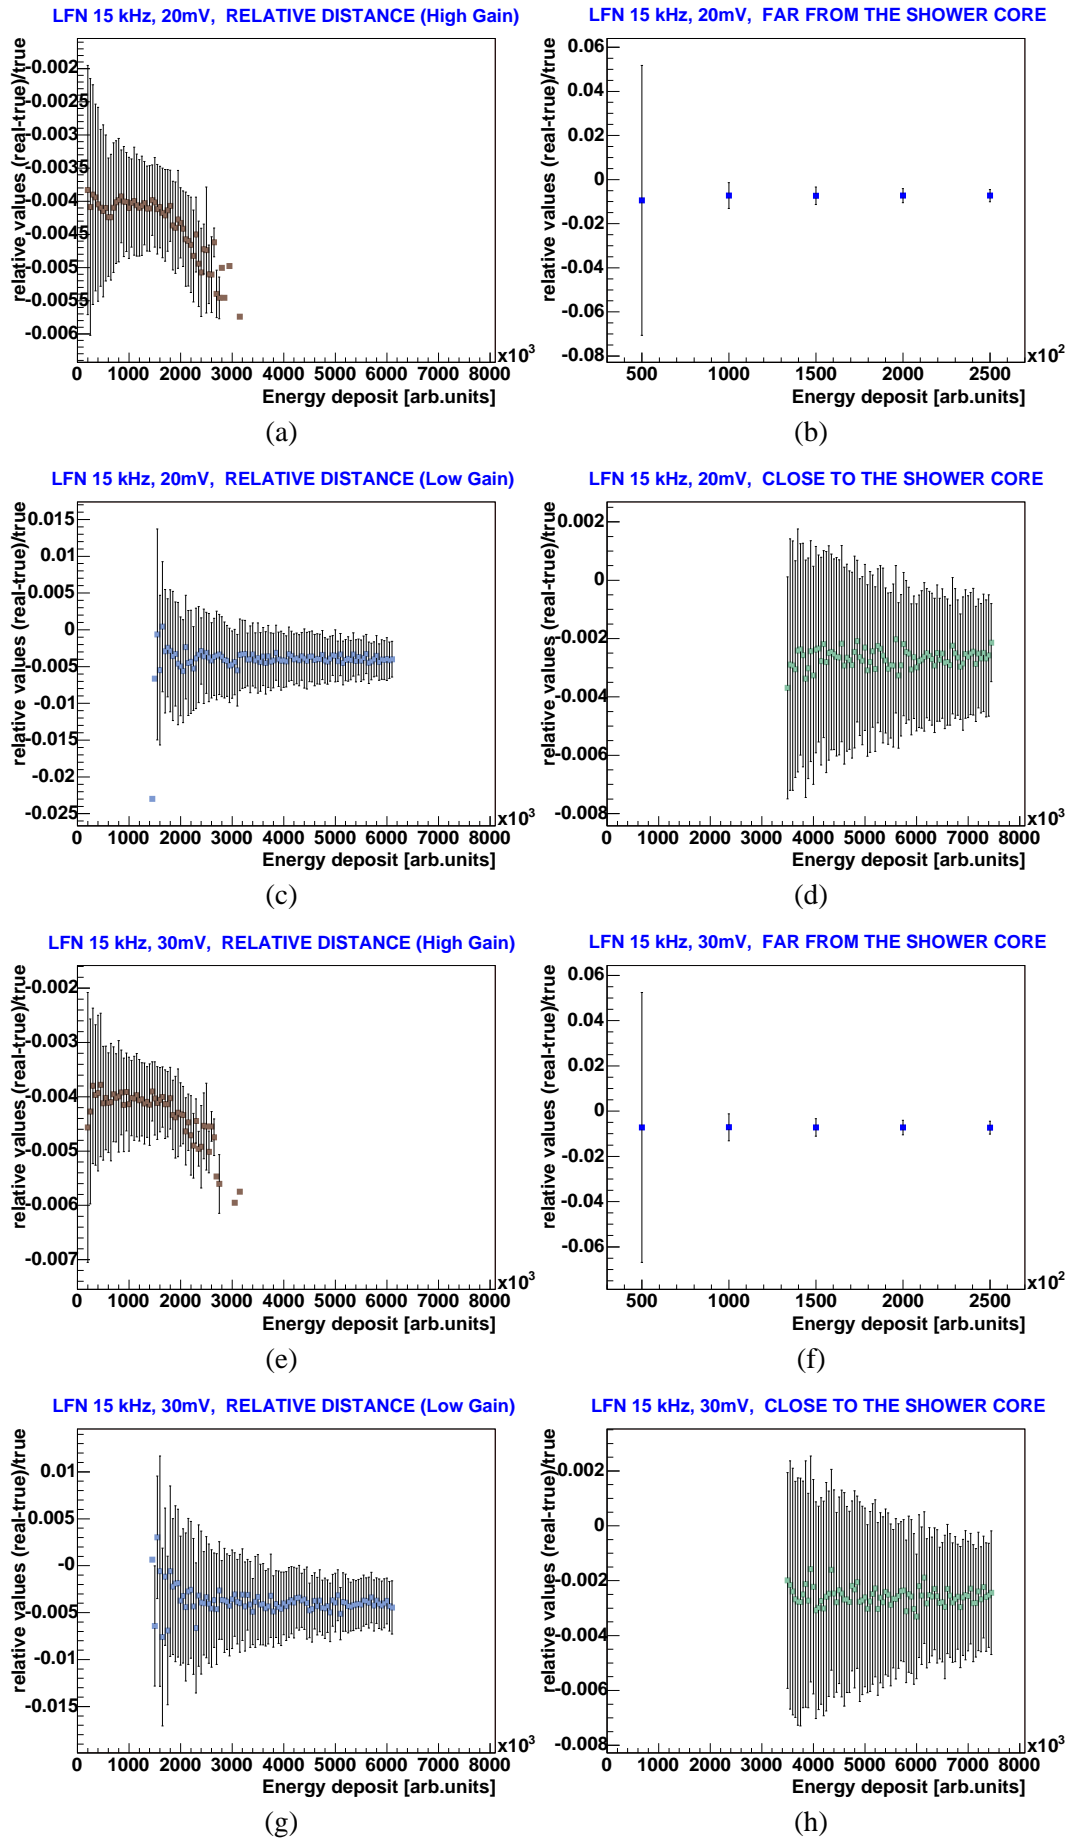 LFN 15 kHz, 20mV,  RELATIVE DISTANCE (High Gain)
relative values (real-true)/true
-0.002
-0.0025
-0.003
-0.0035
-0.004
-0.0045
-0.005
-0.0055
-0.006
0 1000 2000 3000 4000 5000 6000 7000 8000
x10^3
Energy deposit [arb.units]
(a)
LFN 15 kHz, 20mV,  FAR FROM THE SHOWER CORE
relative values (real-true)/true
0.06
0.04
0.02
0
-0.02
-0.04
-0.06
-0.08
500 1000 1500 2000 2500
x10^2
Energy deposit [arb.units]
(b)
LFN 15 kHz, 20mV,  RELATIVE DISTANCE (Low Gain)
relative values (real-true)/true
0.015
0.01
0.005
0
-0.005
-0.01
-0.015
-0.02
-0.025
0 1000 2000 3000 4000 5000 6000 7000 8000
x10^3
Energy deposit [arb.units]
(c)
LFN 15 kHz, 20mV,  CLOSE TO THE SHOWER CORE
relative values (real-true)/true
0.002
0
-0.002
-0.004
-0.006
-0.008
0 1000 2000 3000 4000 5000 6000 7000 8000
x10^3
Energy deposit [arb.units]
(d)
LFN 15 kHz, 30mV,  RELATIVE DISTANCE (High Gain)
relative values (real-true)/true
-0.002
-0.003
-0.004
-0.005
-0.006
-0.007
0 1000 2000 3000 4000 5000 6000 7000 8000
x10^3
Energy deposit [arb.units]
(e)
LFN 15 kHz, 30mV,  FAR FROM THE SHOWER CORE
relative values (real-true)/true
0.06
0.04
0.02
0
-0.02
-0.04
-0.06
500 1000 1500 2000 2500
x10^2
Energy deposit [arb.units]
(f)
LFN 15 kHz, 30mV,  RELATIVE DISTANCE (Low Gain)
relative values (real-true)/true
0.01
0.005
-0
-0.005
-0.01
-0.015
0 1000 2000 3000 4000 5000 6000 7000 8000
x10^3
Energy deposit [arb.units]
(g)
LFN 15 kHz, 30mV,  CLOSE TO THE SHOWER CORE
relative values (real-true)/true
0.002
0
-0.002
-0.004
-0.006
-0.008
0 1000 2000 3000 4000 5000 6000 7000 8000
x10^3
Energy deposit [arb.units]
(h)